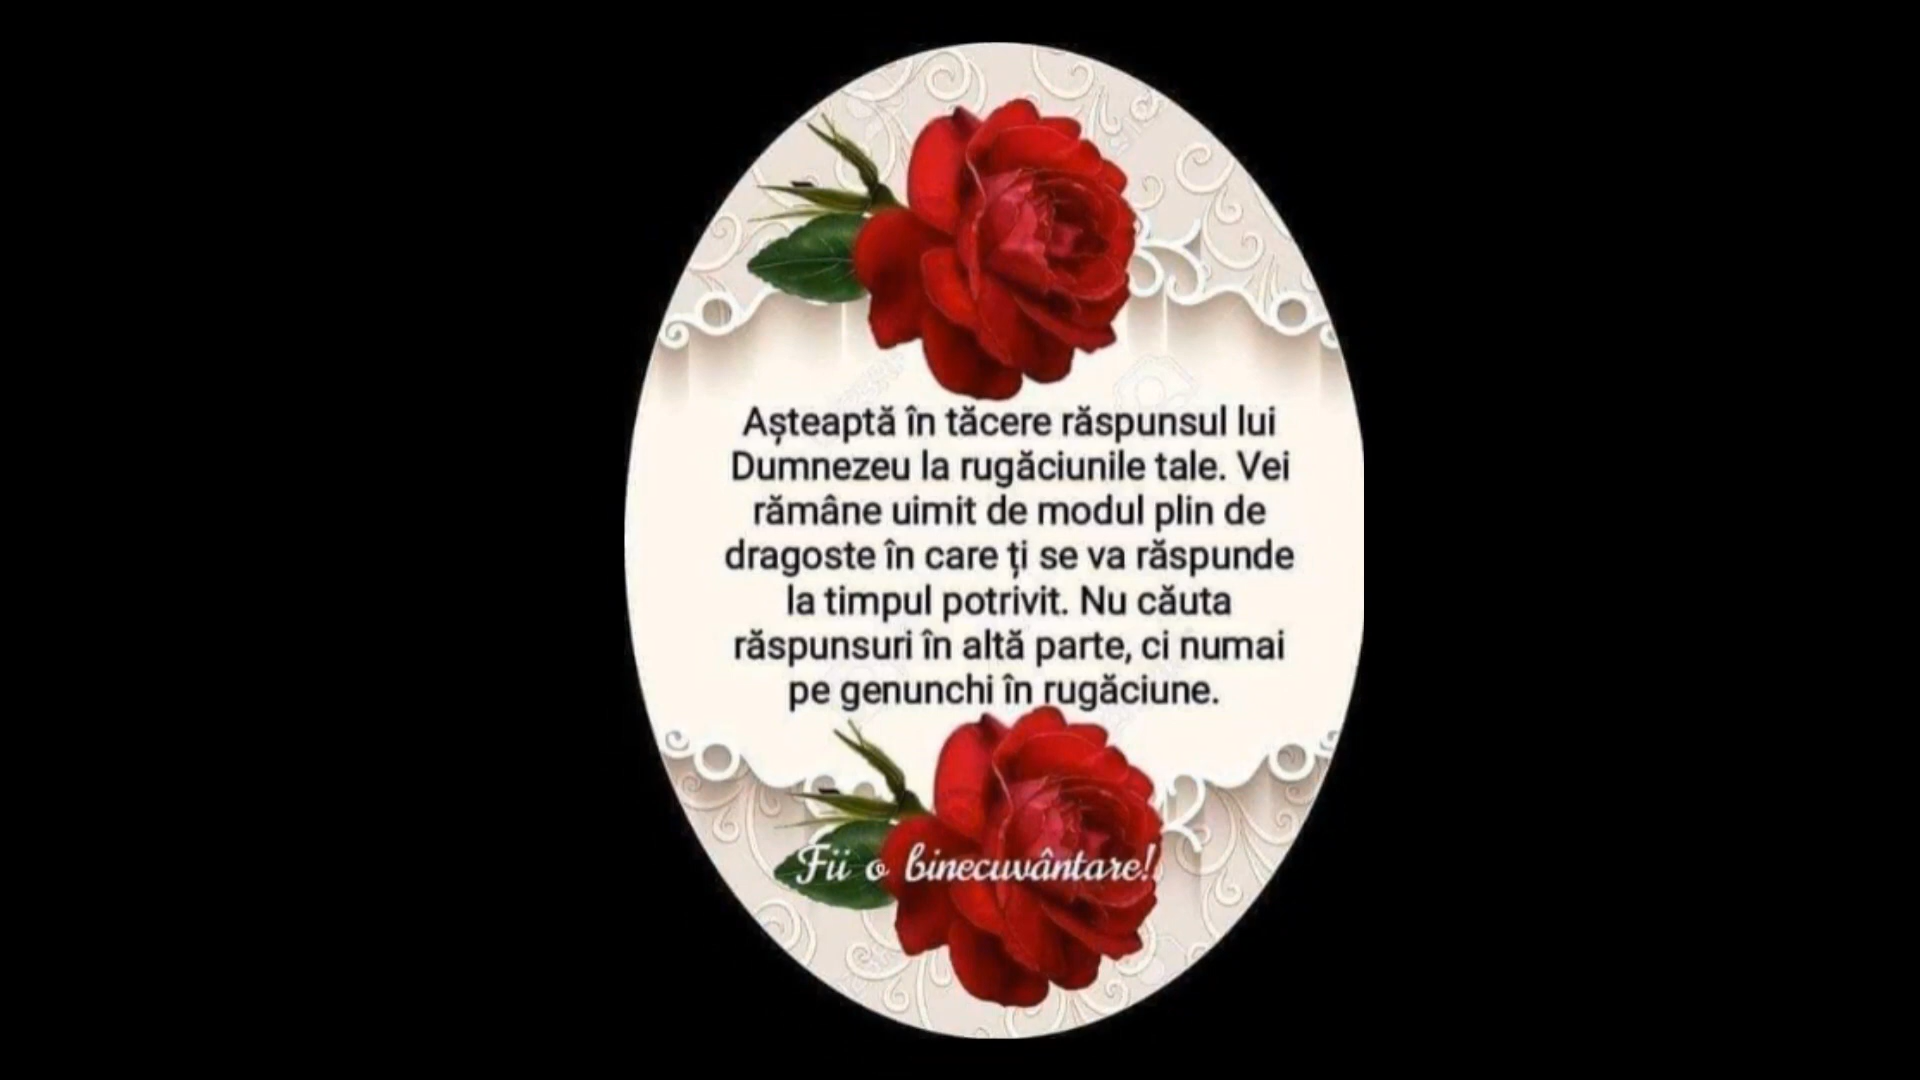 Așteaptă în tăcere răspunsul lui
Dumnezeu la rugăciunile tale. Vei
rămâne uimit de modul plin de
dragoste în care ți se va răspunde
la timpul potrivit. Nu căuta
răspunsuri în altă parte, ci numai
pe genunchi în rugăciune.
Fii o binecuvântare!